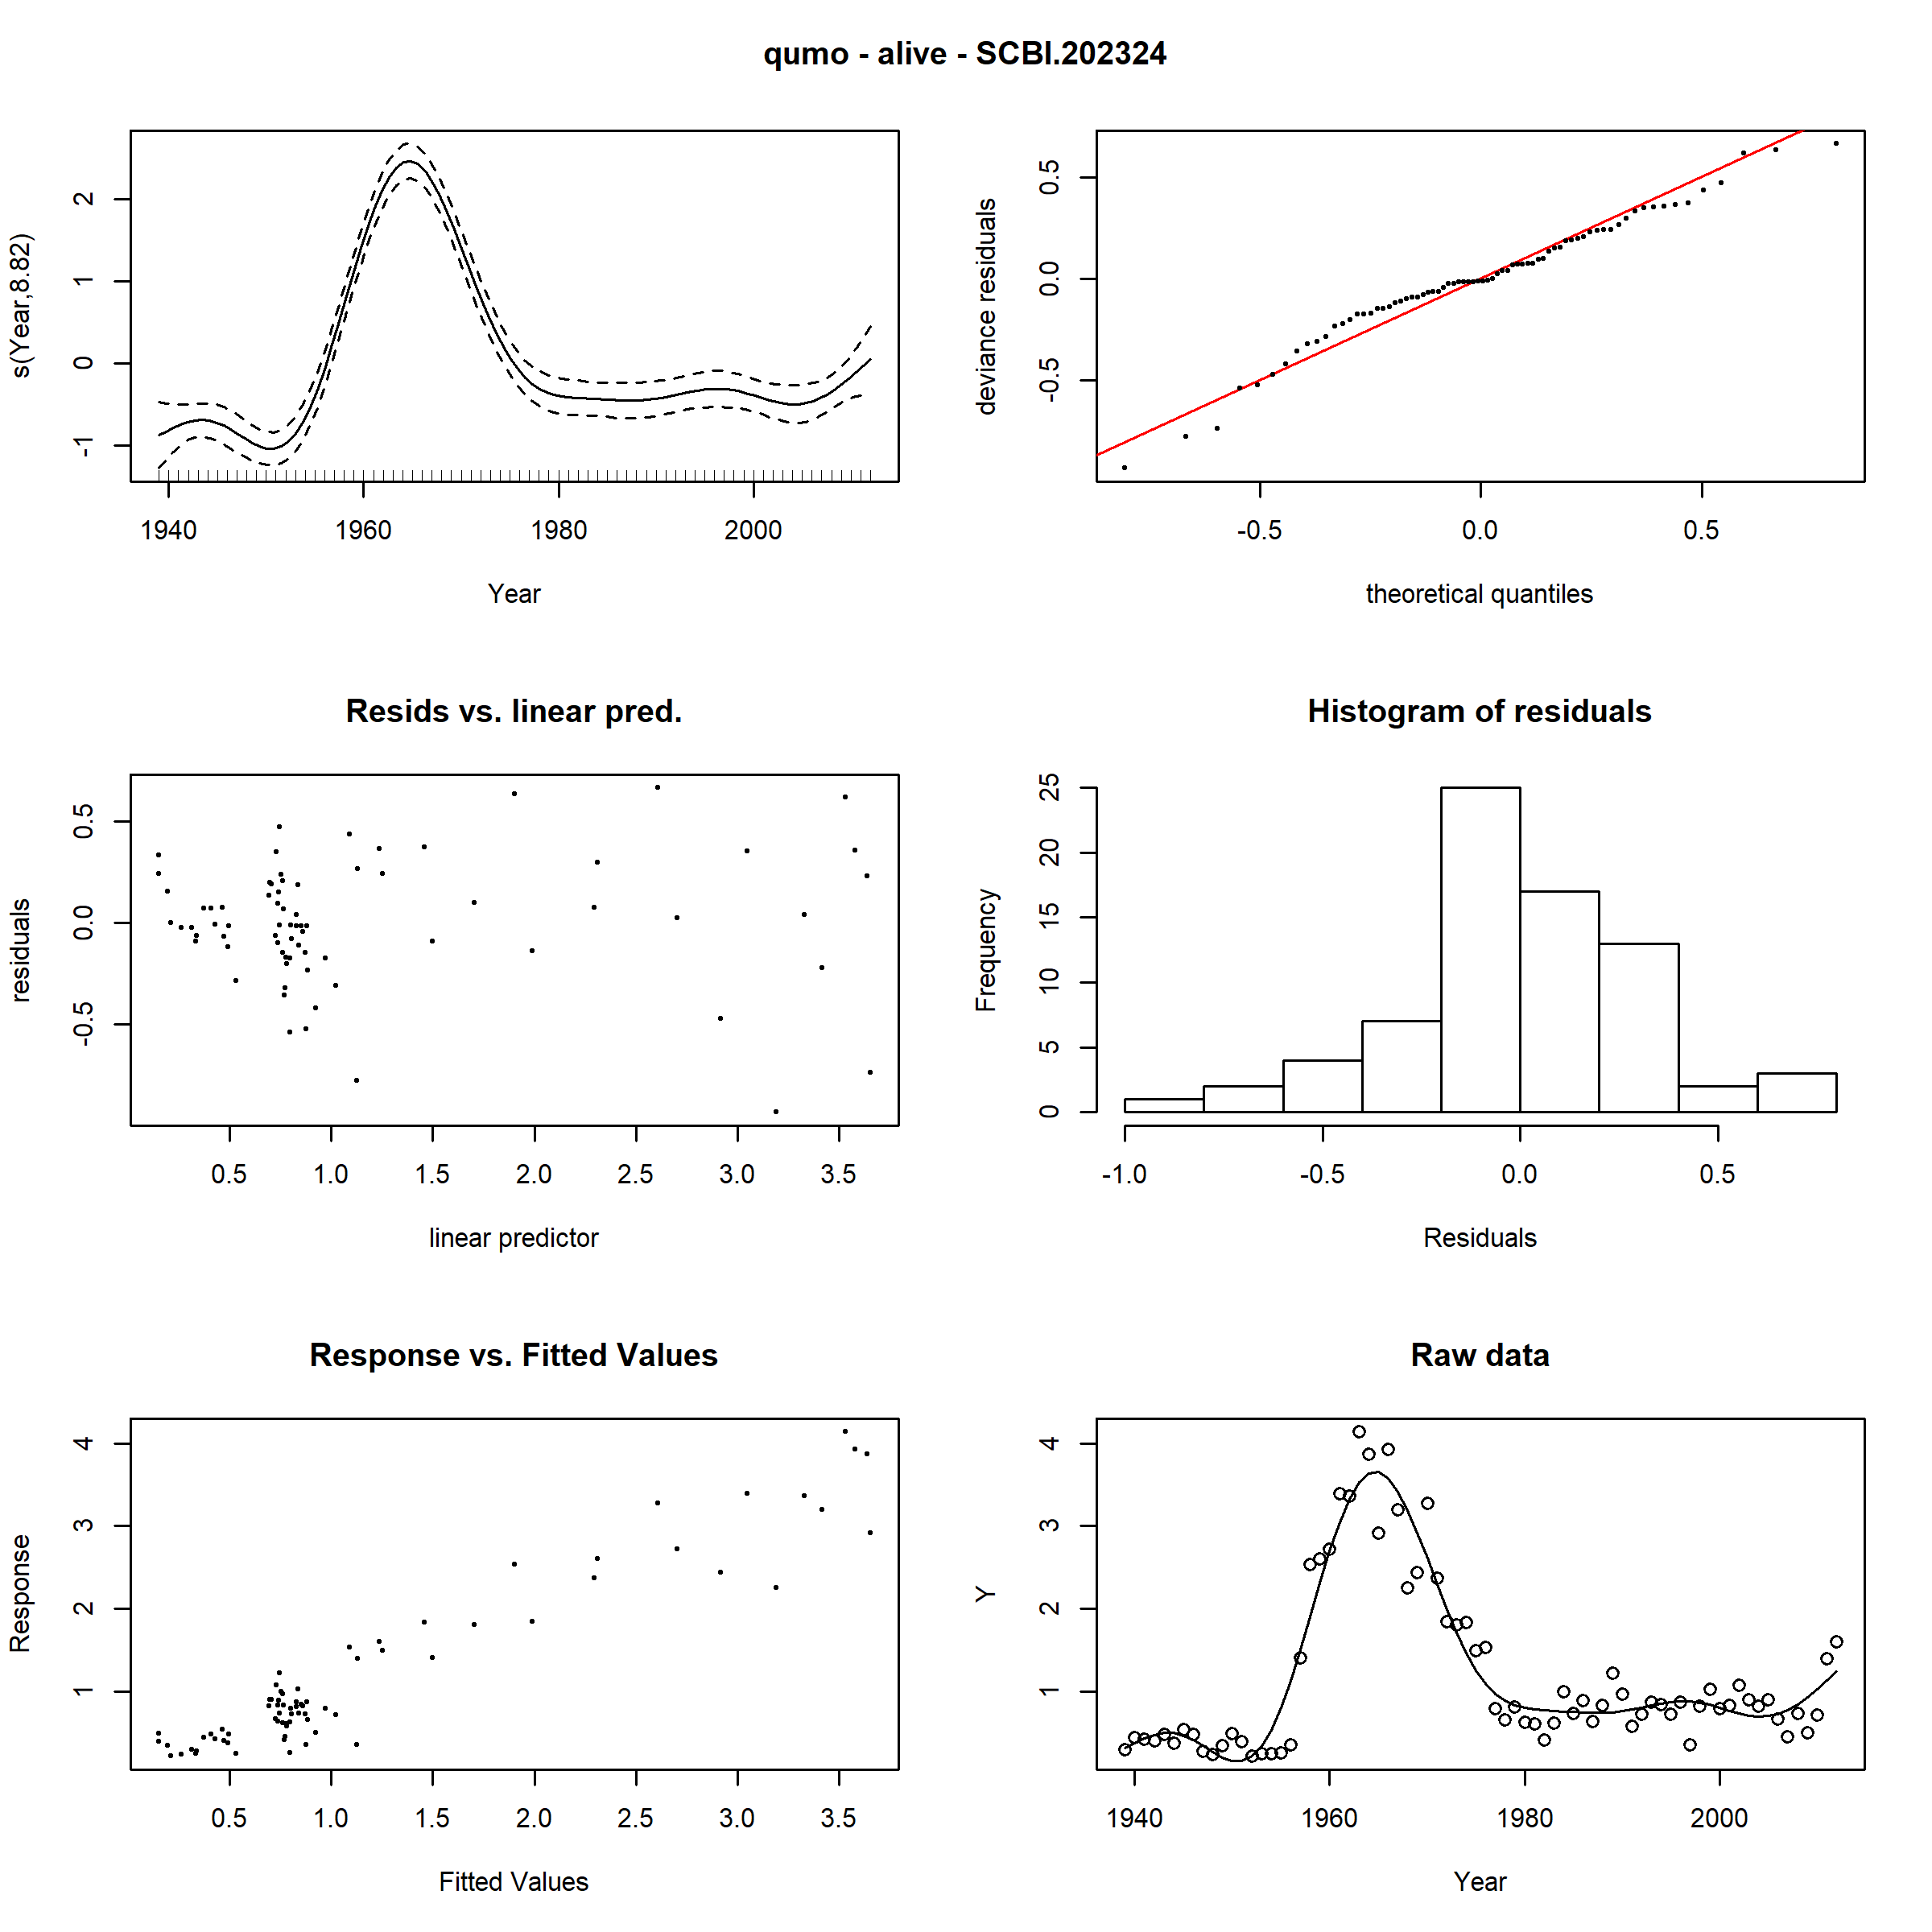 qumo - alive - SCBI.202324
s(Year,8.82)
2
1
0
-1
1940 1960 1980 2000
Year
deviance residuals
0.5
0.0
-0.5
-0.5 0.0 0.5
theoretical quantiles
Resids vs. linear pred.
residuals
0.5
0.0
-0.5
0.5 1.0 1.5 2.0 2.5 3.0 3.5
linear predictor
Histogram of residuals
Frequency
25
20
15
10
5
0
-1.0 -0.5 0.0 0.5
Residuals
Response vs. Fitted Values
Response
4
3
2
1
0.5 1.0 1.5 2.0 2.5 3.0 3.5
Fitted Values
Raw data
Y
4
3
2
1
1940 1960 1980 2000
Year